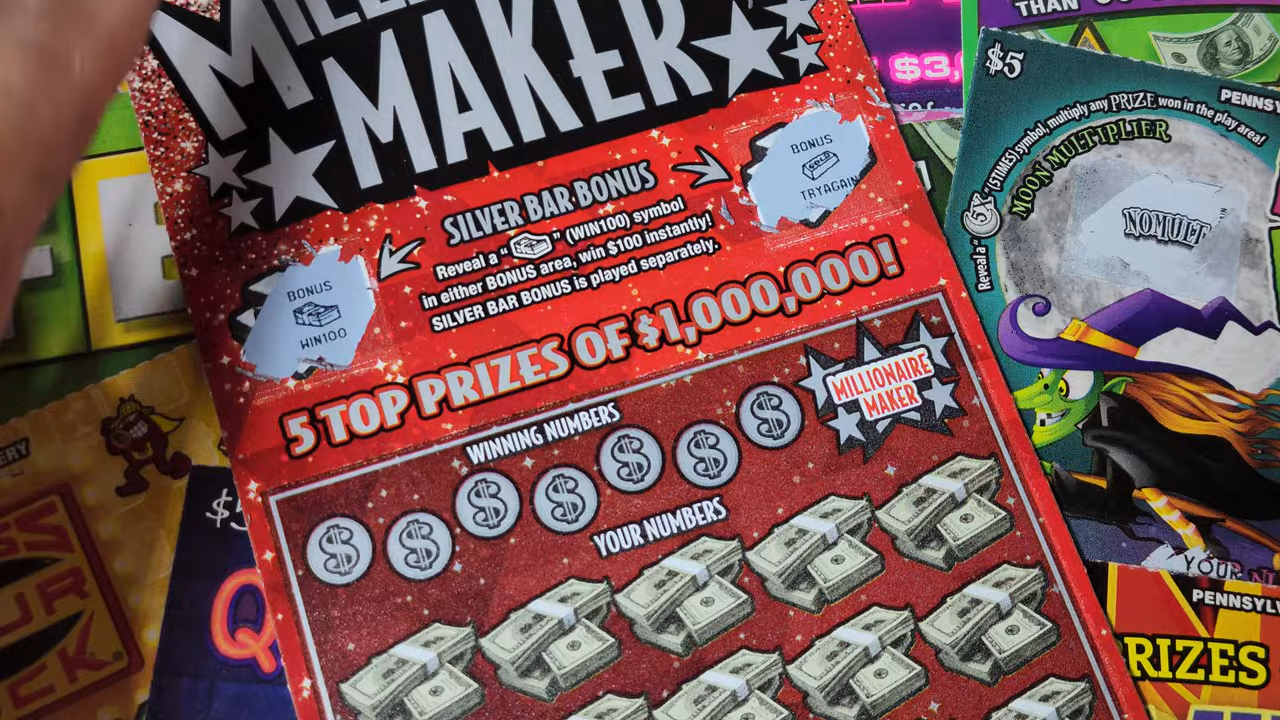 MAKER
SILVER BAR BONUS
Reveal a " " (WIN100) symbol
in either BONUS area, win $100 instantly!
SILVER BAR BONUS is played separately.
BONUS
WIN100
BONUS
GOLD
TRYAGAIN
5 TOP PRIZES OF $1,000,000!
WINNING NUMBERS
MILLIONAIRE
MAKER
YOUR NUMBERS
THAN
$3,
$5
PENNSY
Reveal a "5X" (5TIMES) symbol, multiply any PRIZE won in the play area!
MOON MULTIPLIER
NOMULT
YOUR N
PENNSYL
RIZES
ERY
$5
Q